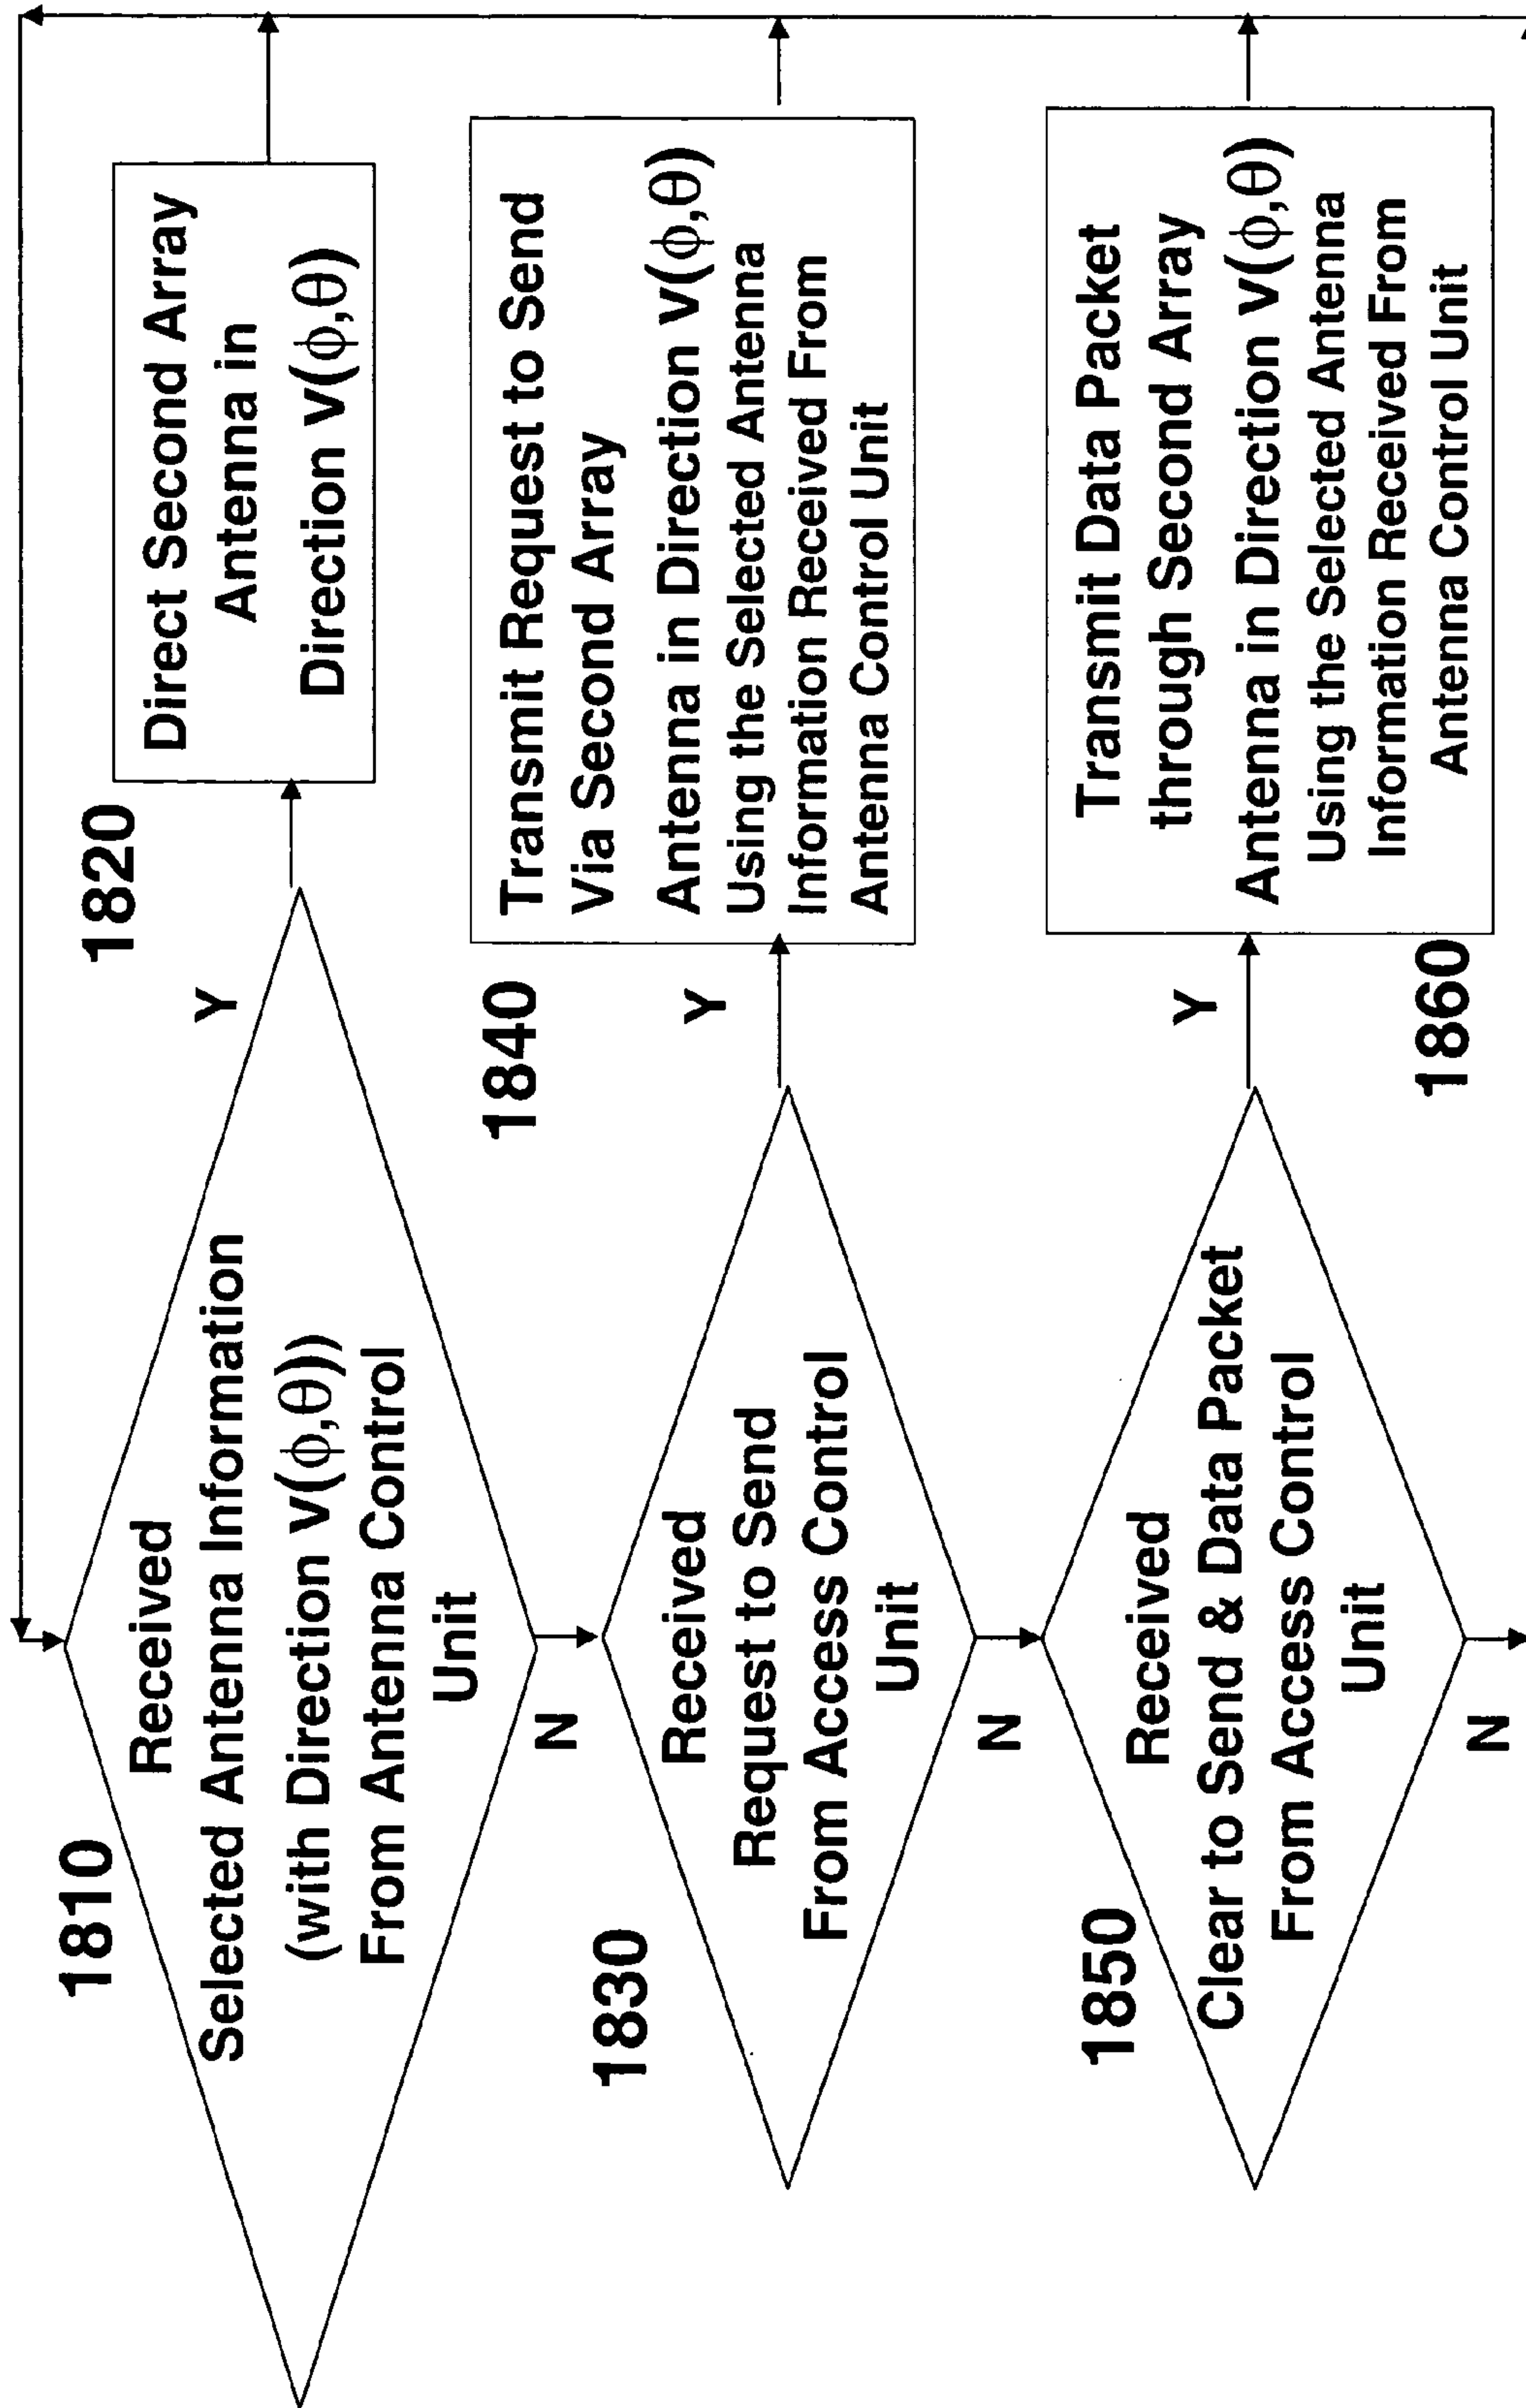 1810
Received
Selected Antenna Information
(with Direction V(ϕ,θ))
From Antenna Control
Unit
Y
N
1820
Direct Second Array
Antenna in
Direction V(ϕ,θ)
1830
Received
Request to Send
From Access Control
Unit
Y
N
1840
Transmit Request to Send
Via Second Array
Antenna in Direction V(ϕ,θ)
Using the Selected Antenna
Information Received From
Antenna Control Unit
1850
Received
Clear to Send & Data Packet
From Access Control
Unit
Y
N
1860
Transmit Data Packet
through Second Array
Antenna in Direction V(ϕ,θ)
Using the Selected Antenna
Information Received From
Antenna Control Unit